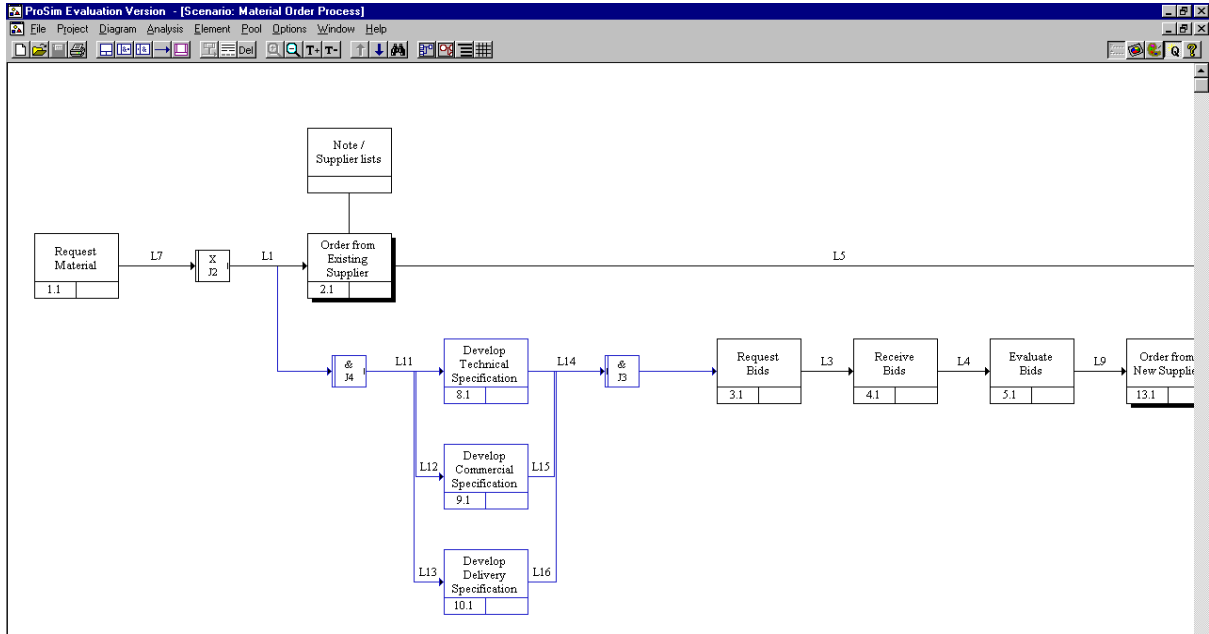 ProSim Evaluation Version - [Scenario: Material Order Process]
File Project Diagram Analysis Element Pool Options Window Help
Del T+ T- Q ?
Note /
Supplier lists
Request
Material
1.1
L7
X
J2
L1
Order from
Existing
Supplier
2.1
L5
&
J4
L11
Develop
Technical
Specification
8.1
L14
&
J3
Request
Bids
3.1
L3
Receive
Bids
4.1
L4
Evaluate
Bids
5.1
L9
Order from
New Supplie
13.1
L12
Develop
Commercial
Specification
9.1
L15
L13
Develop
Delivery
Specification
10.1
L16